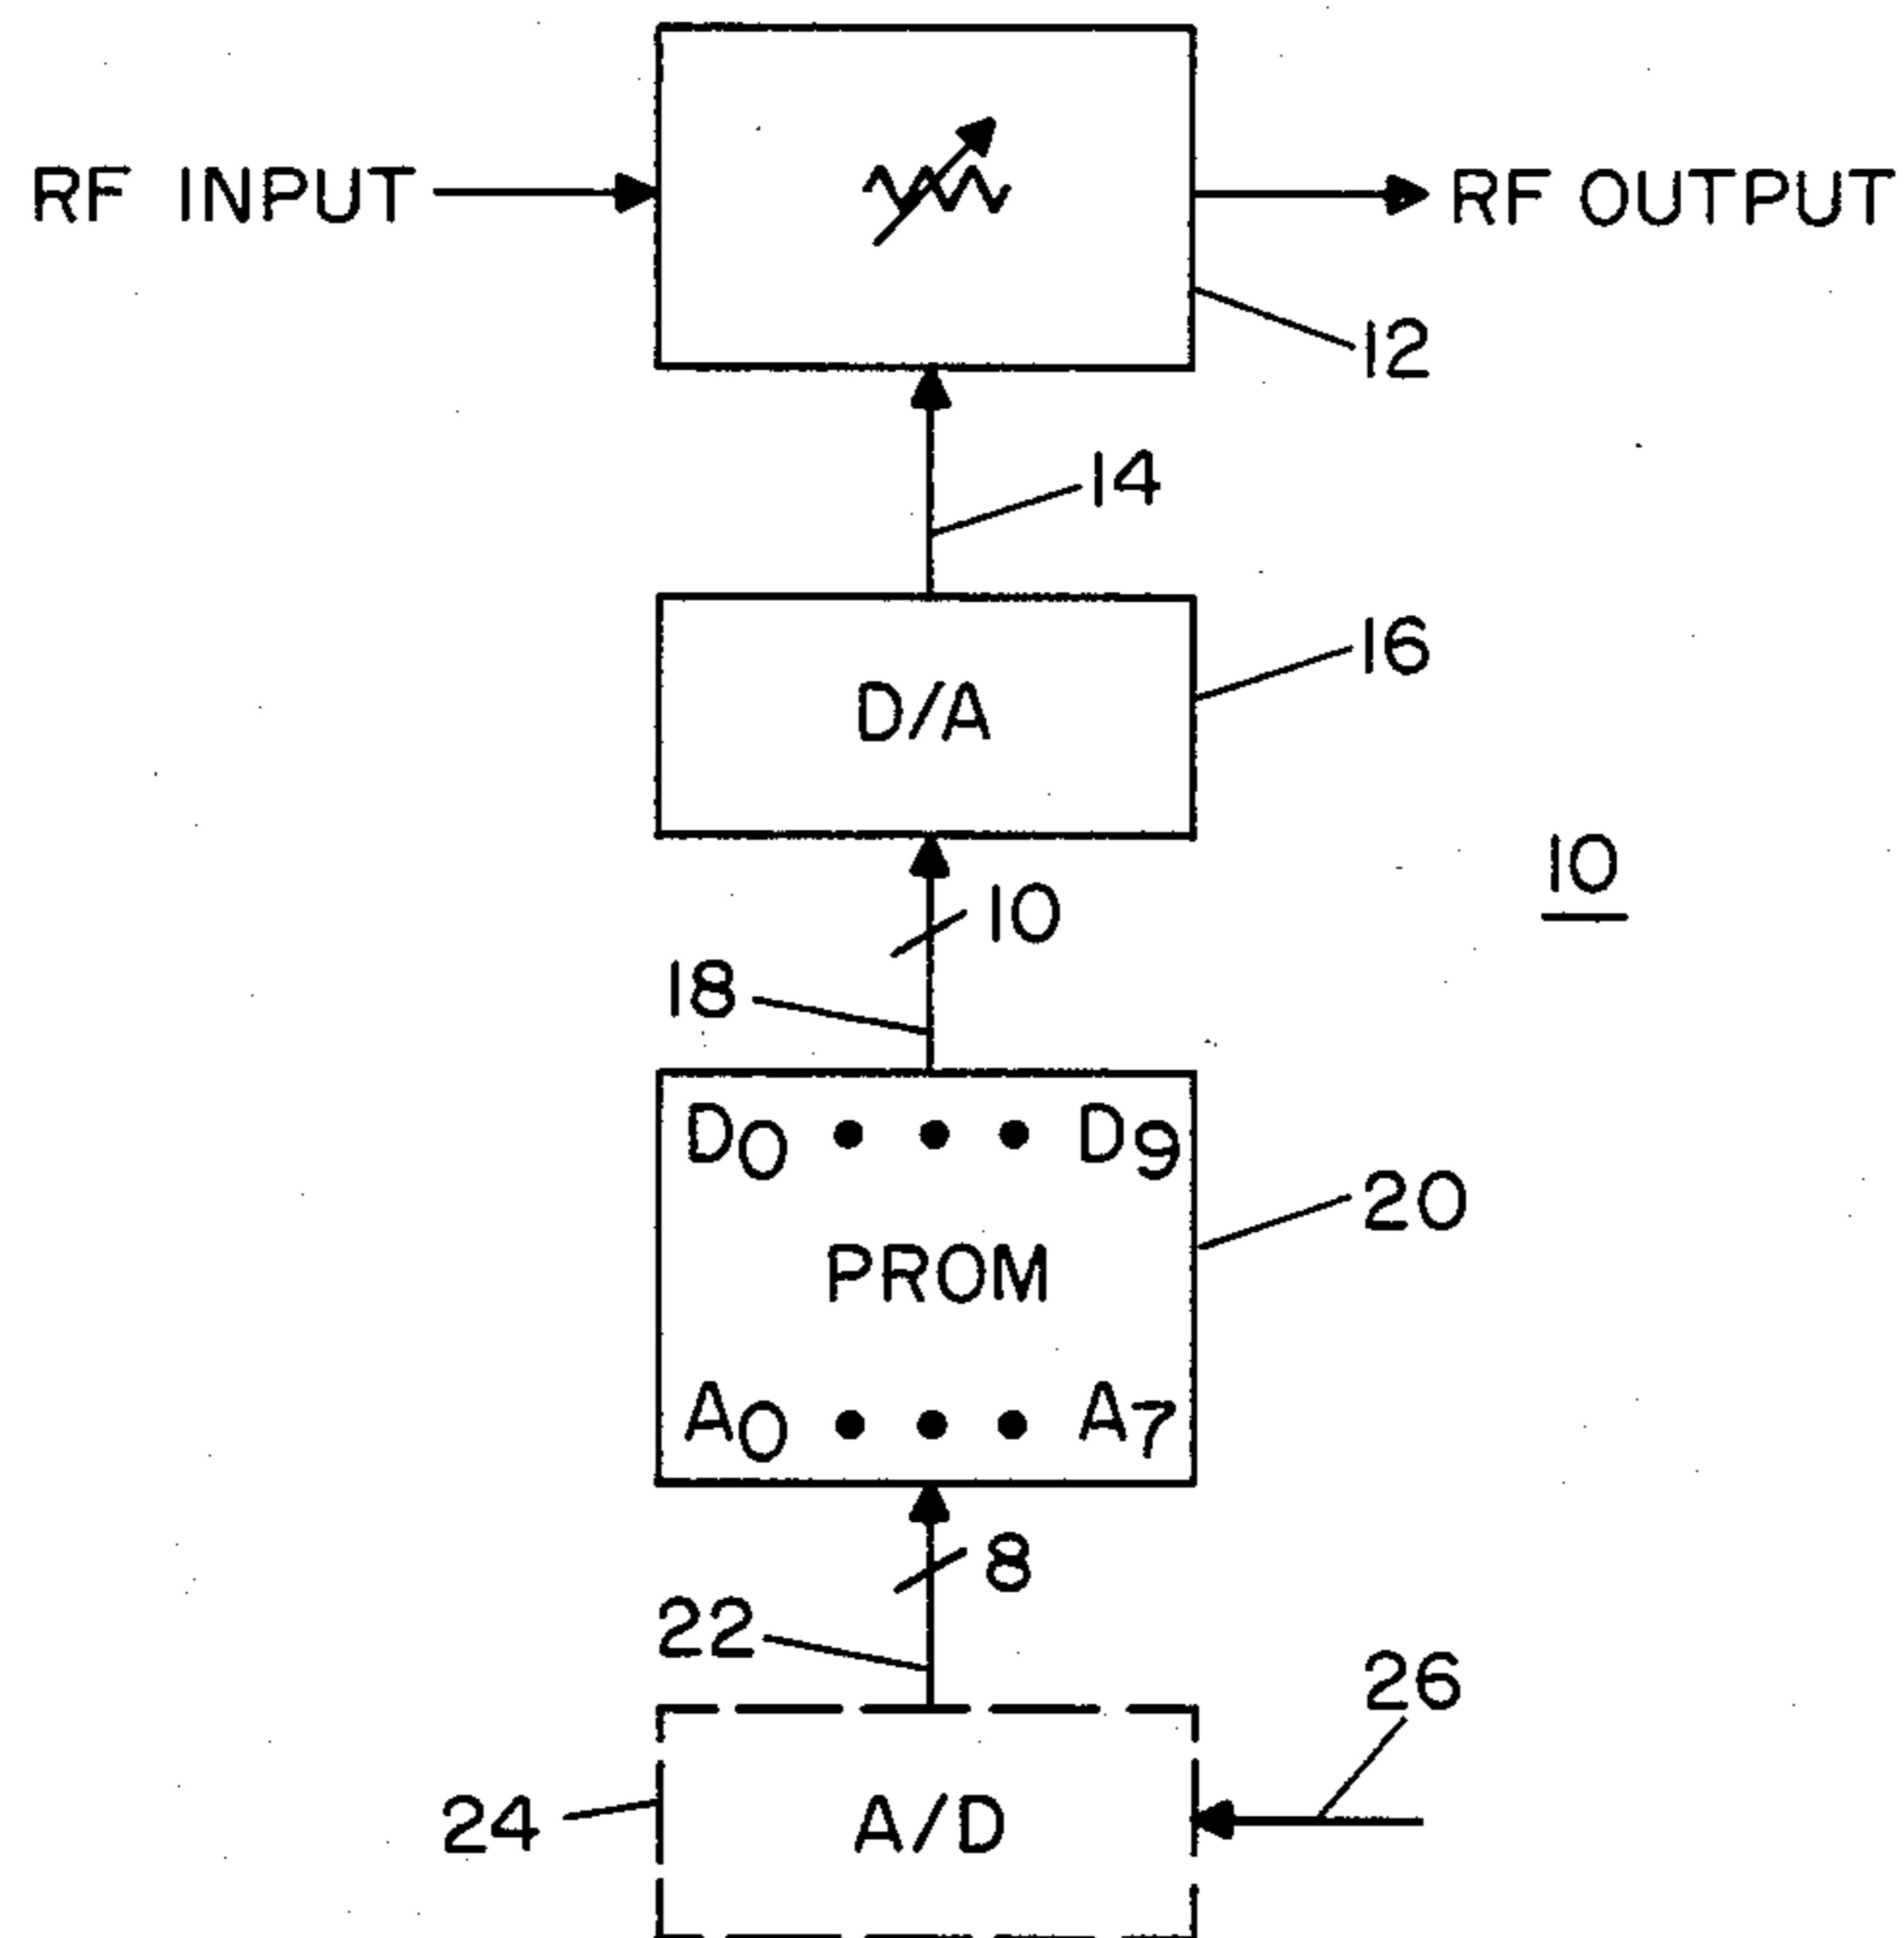 RF INPUT
RF OUTPUT
12
14
16
D/A
10
10
18
D0 • • • D9
20
PROM
A0 • • • A7
8
22
26
24
A/D